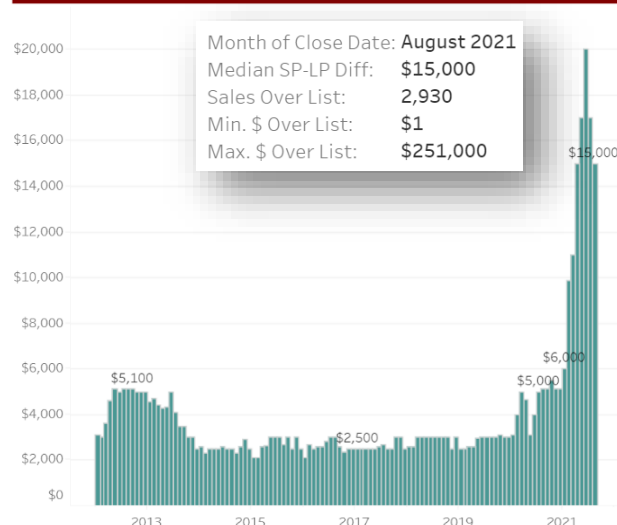 Month of Close Date: August 2021
Median SP-LP Diff: $15,000
Sales Over List: 2,930
Min. $ Over List: $1
Max. $ Over List: $251,000
$20,000
$18,000
$16,000
$15,000
$14,000
$12,000
$10,000
$8,000
$6,000
$6,000
$5,100
$5,000
$4,000
$2,500
$2,000
$0
2013 2015 2017 2019 2021